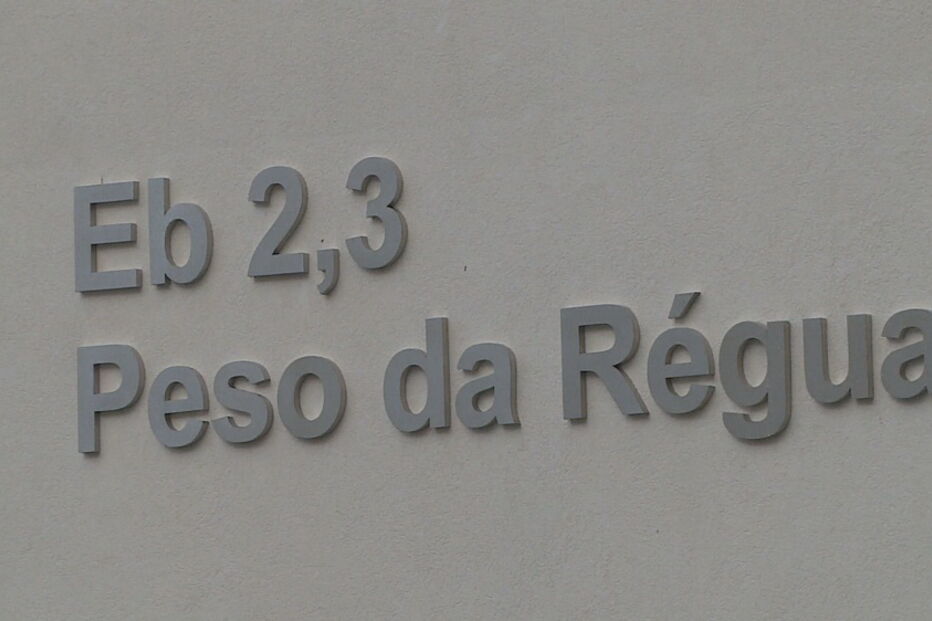 Eb 2,3
Peso da Régua